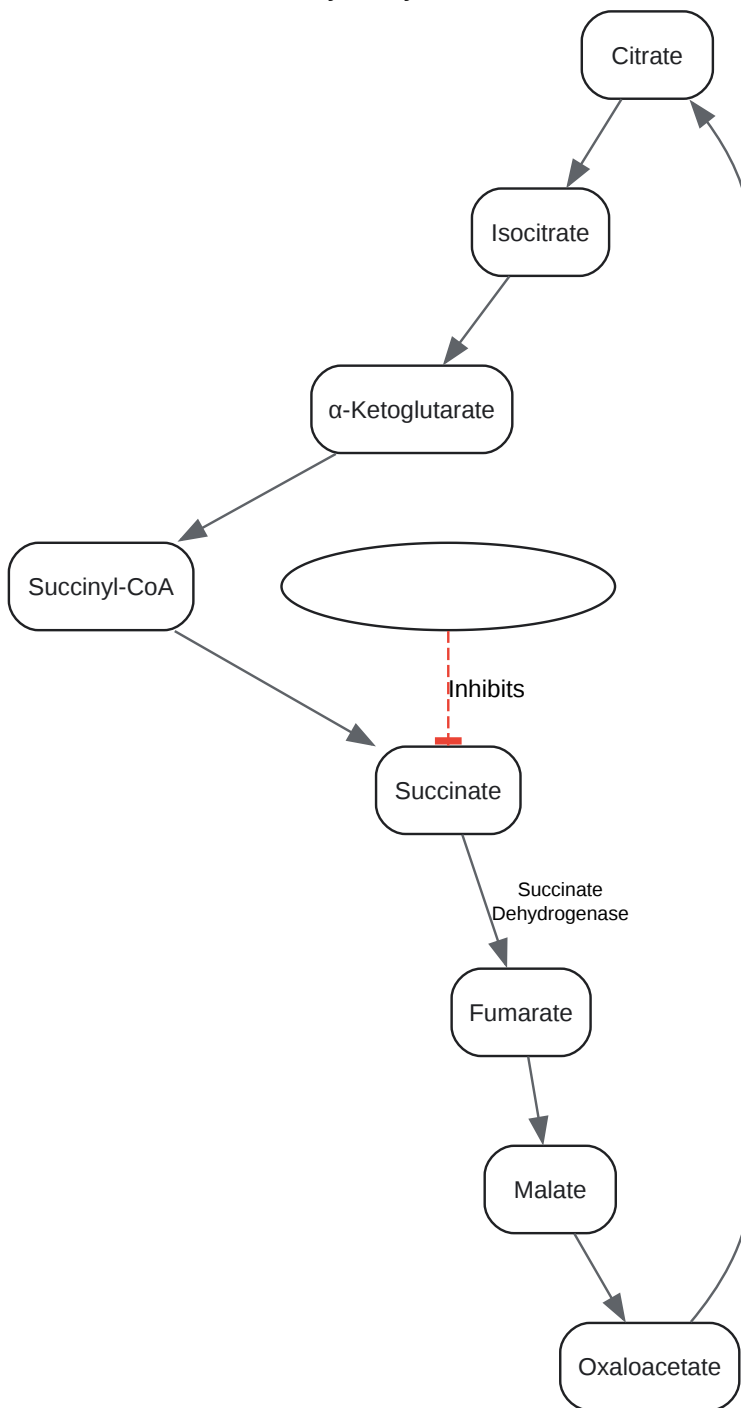 Citrate
Isocitrate
α-Ketoglutarate
Succinyl-CoA
Inhibits
Succinate
Succinate
Dehydrogenase
Fumarate
Malate
Oxaloacetate